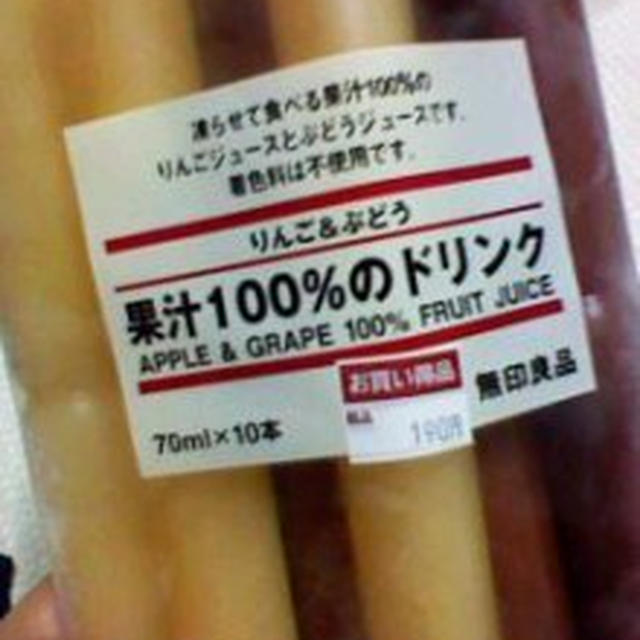 凍らせて食べる果汁100%の
りんごジュースとぶどうジュースです。
着色料は不使用です。
りんご&ぶどう
果汁100%のドリンク
APPLE & GRAPE 100% FRUIT JUICE
お買い得品
税込
190円
無印良品
70ml×10本